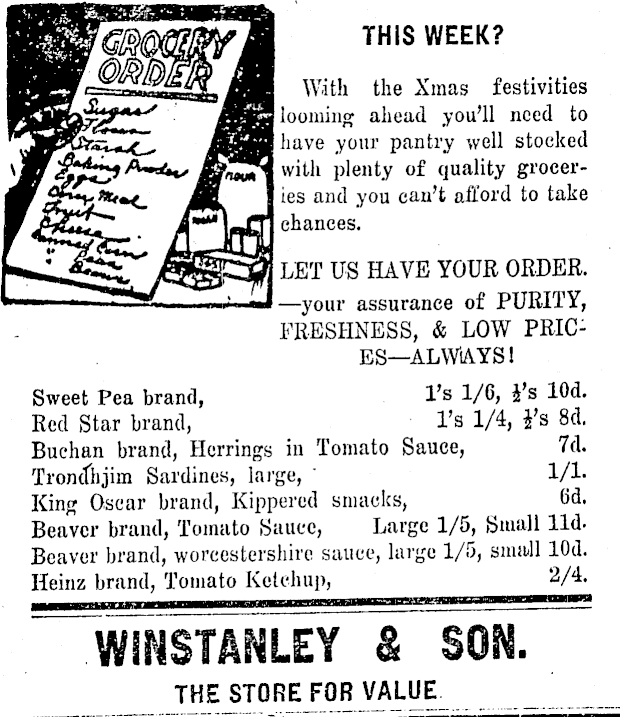 GROCERY
ORDER
Sugar
Flour
Starch
Baking Powder
Eggs
Corn Meal
Fruit
Cheese
Canned Corn
" Peas
" Beans
THIS WEEK?
With the Xmas festivities
looming ahead you'll need to
have your pantry well stocked
with plenty of quality grocer-
ies and you can't afford to take
chances.
LET US HAVE YOUR ORDER.
—your assurance of PURITY,
FRESHNESS, & LOW PRIC-
ES—ALWAYS!
Sweet Pea brand, 1's 1/6, ½'s 10d.
Red Star brand, 1's 1/4, ½'s 8d.
Buchan brand, Herrings in Tomato Sauce, 7d.
Trondhjim Sardines, large, 1/1.
King Oscar brand, Kippered smacks, 6d.
Beaver brand, Tomato Sauce, Large 1/5, Small 11d.
Beaver brand, worcestershire sauce, large 1/5, small 10d.
Heinz brand, Tomato Ketchup, 2/4.
WINSTANLEY & SON.
THE STORE FOR VALUE